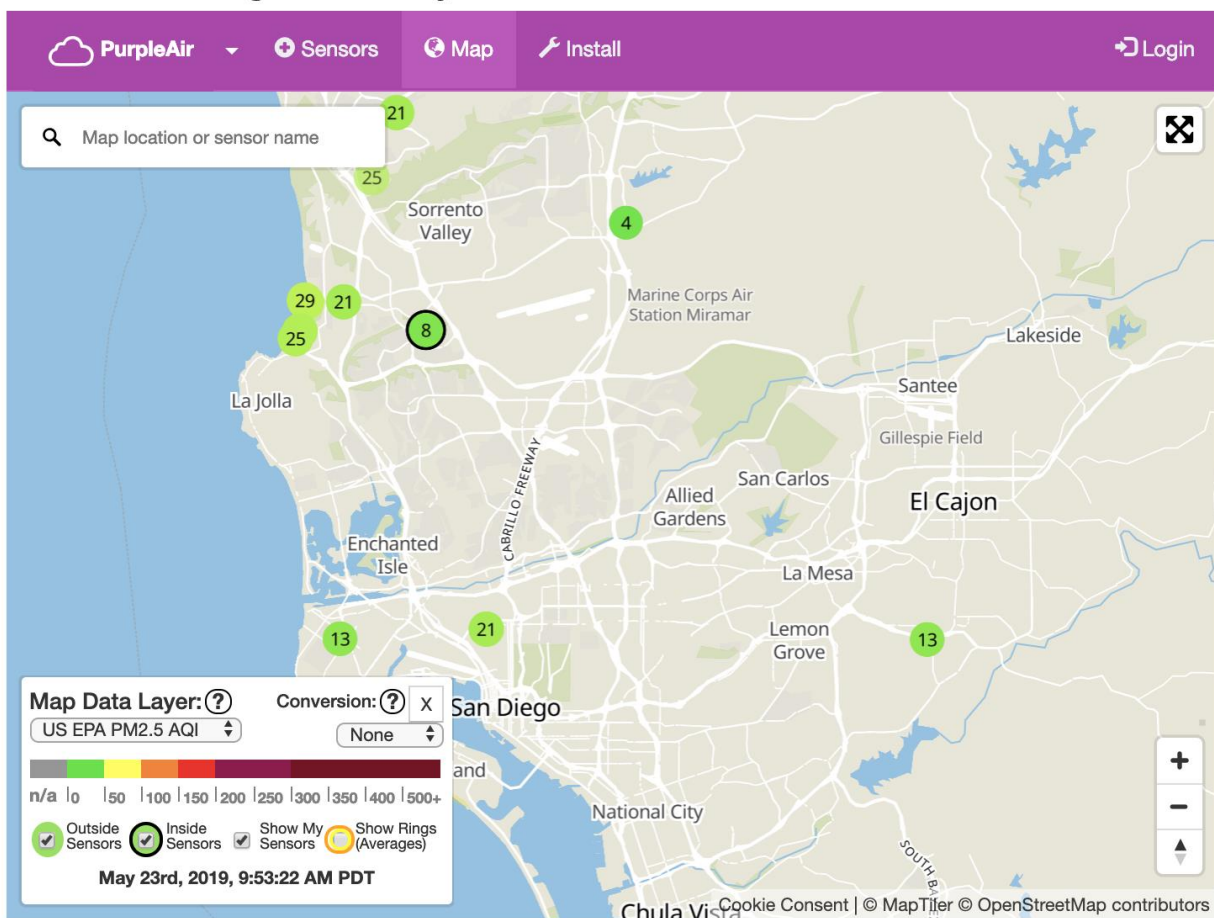 PurpleAir
Sensors
Map
Install
Login
Map location or sensor name
21
25
Sorrento
Valley
4
29
21
Marine Corps Air
Station Miramar
8
25
Lakeside
La Jolla
Santee
Gillespie Field
CABRILLO FREEWAY
San Carlos
Allied
Gardens
El Cajon
Enchanted
Isle
La Mesa
13
21
Lemon
Grove
13
Map Data Layer: ?
Conversion: ?
X
US EPA PM2.5 AQI
None
San Diego
n/a 0 50 100 150 200 250 300 350 400 500+
Outside
Sensors
Inside
Sensors
Show My
Sensors
Show Rings
(Averages)
May 23rd, 2019, 9:53:22 AM PDT
and
National City
+
−
SOUTH BA
Chula Vista
Cookie Consent | © MapTiler © OpenStreetMap contributors